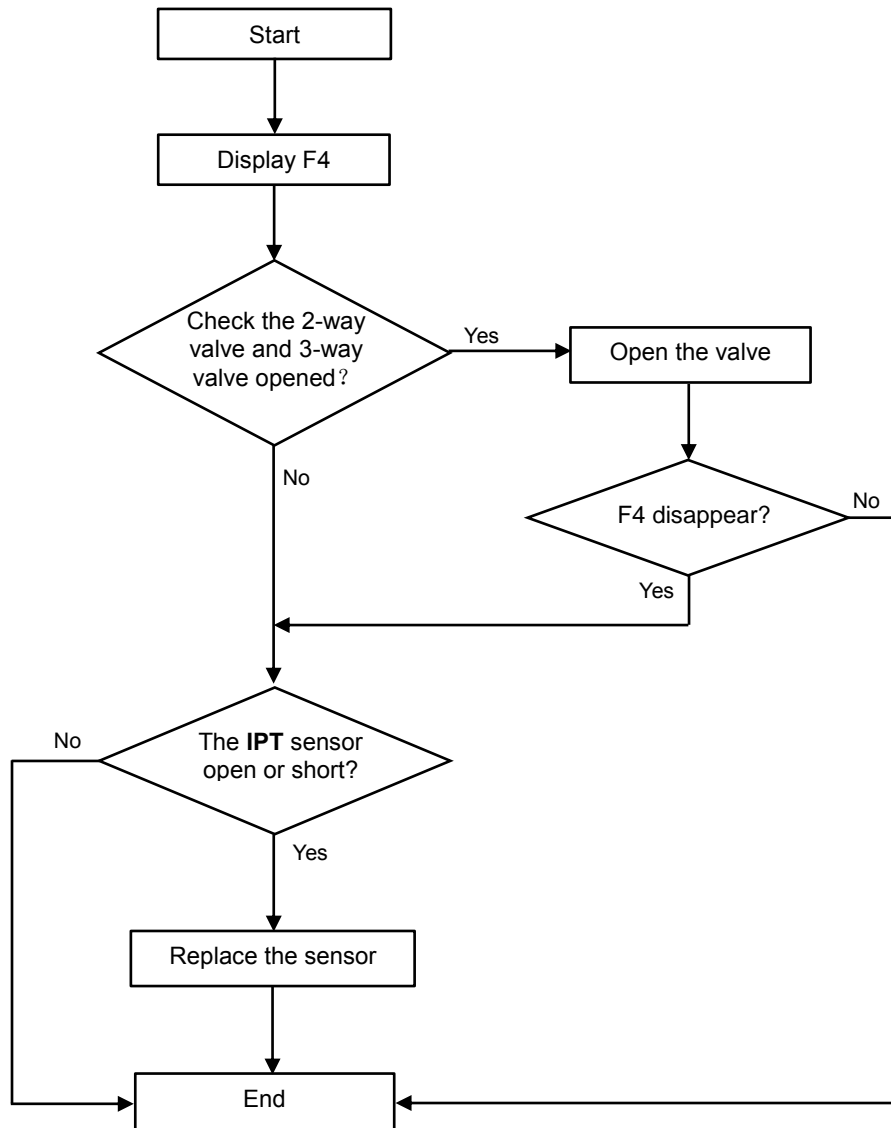 Start
Display F4
Check the 2-way
valve and 3-way
valve opened？
Yes
Open the valve
No
F4 disappear?
No
Yes
No
The IPT sensor
open or short?
Yes
Replace the sensor
End